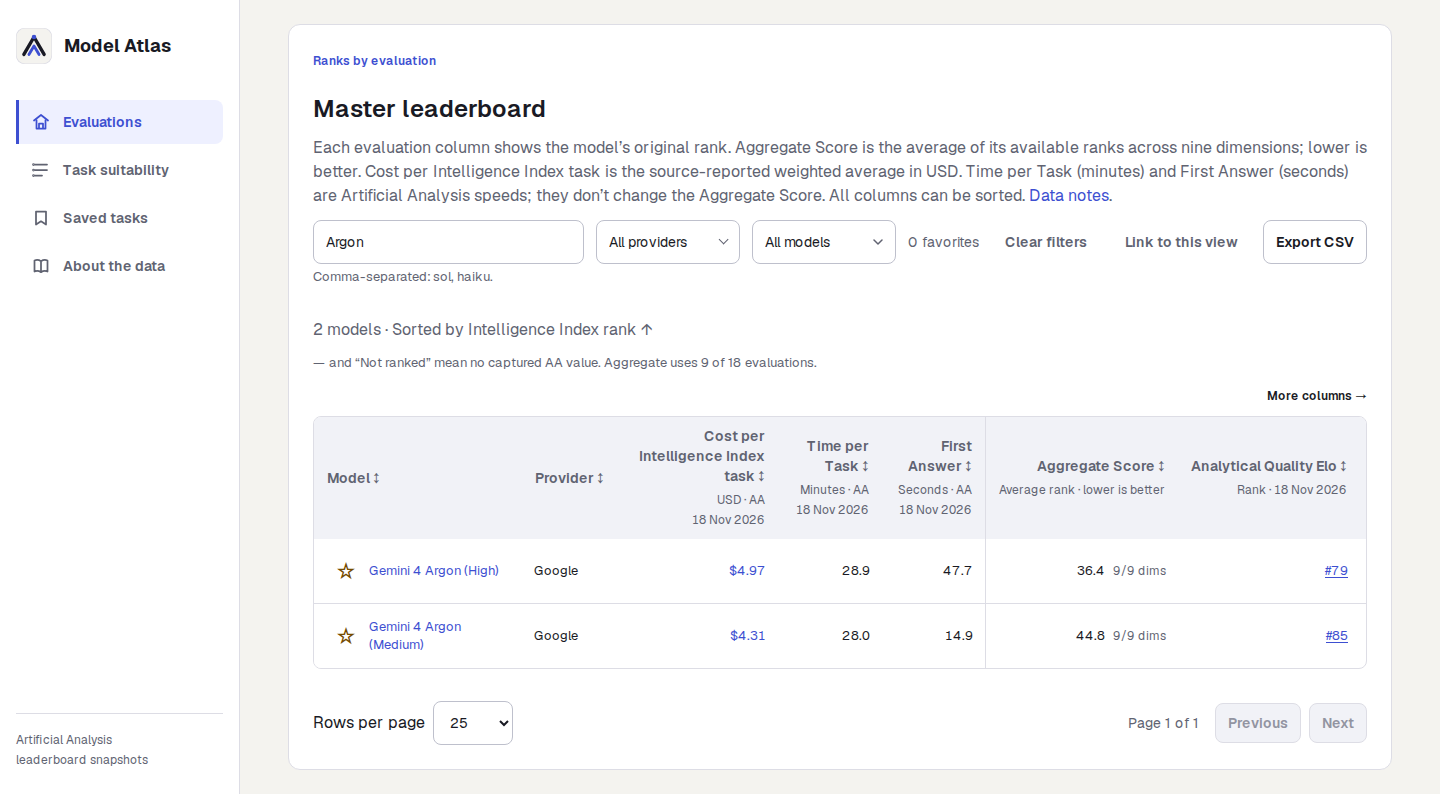 Model Atlas
Evaluations
Task suitability
Saved tasks
About the data
Artificial Analysis
leaderboard snapshots
Ranks by evaluation
Master leaderboard
Each evaluation column shows the model’s original rank. Aggregate Score is the average of its available ranks across nine dimensions; lower is
better. Cost per Intelligence Index task is the source-reported weighted average in USD. Time per Task (minutes) and First Answer (seconds)
are Artificial Analysis speeds; they don’t change the Aggregate Score. All columns can be sorted. Data notes.
Argon
All providers
All models
0 favorites
Clear filters
Link to this view
Export CSV
Comma-separated: sol, haiku.
2 models · Sorted by Intelligence Index rank ↑
— and “Not ranked” mean no captured AA value. Aggregate uses 9 of 18 evaluations.
More columns →
Model ↕
Provider ↕
Cost per
Intelligence Index
task ↕
USD · AA
18 Nov 2026
Time per
Task ↕
Minutes · AA
18 Nov 2026
First
Answer ↕
Seconds · AA
18 Nov 2026
Aggregate Score ↕
Average rank · lower is better
Analytical Quality Elo ↕
Rank · 18 Nov 2026
☆ Gemini 4 Argon (High) Google $4.97 28.9 47.7 36.4 9/9 dims #79
☆ Gemini 4 Argon
(Medium)
Google $4.31 28.0 14.9 44.8 9/9 dims #85
Rows per page 25
Page 1 of 1
Previous
Next